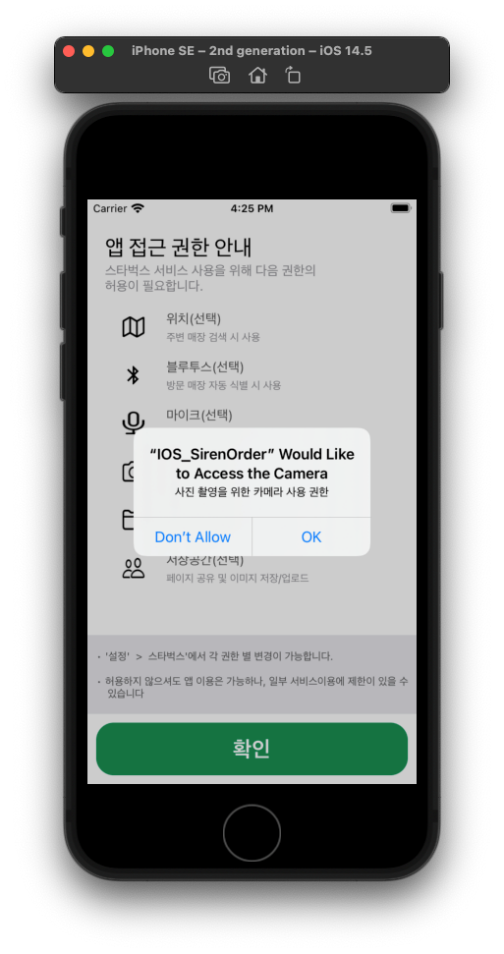 iPhone SE – 2nd generation – iOS 14.5
Carrier
4:25 PM
앱 접근 권한 안내
스타벅스 서비스 사용을 위해 다음 권한의
허용이 필요합니다.
위치(선택)
주변 매장 검색 시 사용
블루투스(선택)
방문 매장 자동 식별 시 사용
마이크(선택)
“IOS_SirenOrder” Would Like
to Access the Camera
사진 촬영을 위한 카메라 사용 권한
Don’t Allow
OK
저장공간(선택)
페이지 공유 및 이미지 저장/업로드
· '설정' > 스타벅스'에서 각 권한 별 변경이 가능합니다.
· 허용하지 않으셔도 앱 이용은 가능하나, 일부 서비스이용에 제한이 있을 수
있습니다
확인